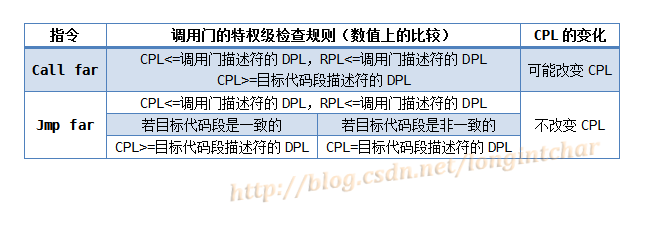 指令 调用门的特权级检查规则（数值上的比较） CPL 的变化
Call far CPL<=调用门描述符的 DPL，RPL<=调用门描述符的 DPL 可能改变 CPL
CPL>=目标代码段描述符的 DPL
Jmp far CPL<=调用门描述符的 DPL，RPL<=调用门描述符的 DPL 不改变 CPL
若目标代码段是一致的 若目标代码段是非一致的
CPL>=目标代码段描述符的 DPL CPL=目标代码段描述符的 DPL
http://blog.csdn.net/longintchar